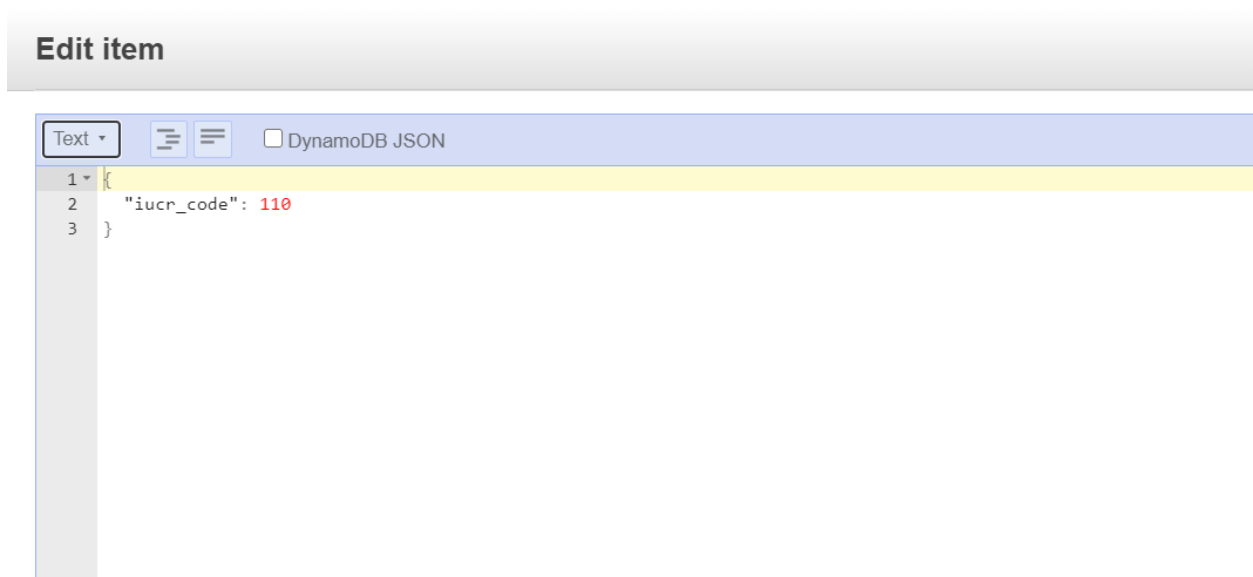 Edit item
Text DynamoDB JSON
1 {
2 "iucr_code": 110
3 }